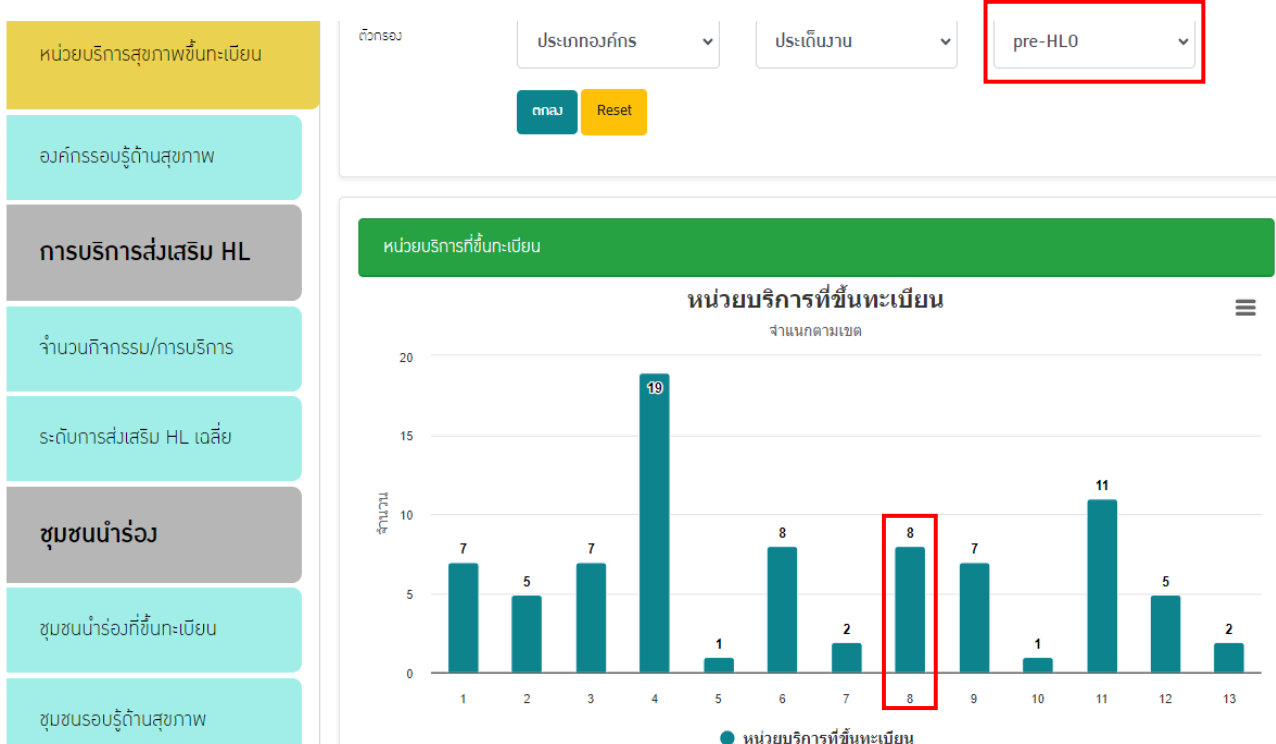 หน่วยบริการสุขภาพขึ้นทะเบียน
องค์กรรอบรู้ด้านสุขภาพ
การบริการส่งเสริม HL
จำนวนกิจกรรม/การบริการ
ระดับการส่งเสริม HL เฉลี่ย
ชุมชนนำร่อง
ชุมชนนำร่องที่ขึ้นทะเบียน
ชุมชนรอบรู้ด้านสุขภาพ
ตัวกรอง
ประเภทองค์กร
ประเด็นงาน
pre-HLO
ตกลง
Reset
หน่วยบริการที่ขึ้นทะเบียน
หน่วยบริการที่ขึ้นทะเบียน
จำแนกตามเขต
จำนวน
20
15
10
5
0
7
5
7
19
1
8
2
8
7
1
11
5
2
1 2 3 4 5 6 7 8 9 10 11 12 13
หน่วยบริการที่ขึ้นทะเบียน